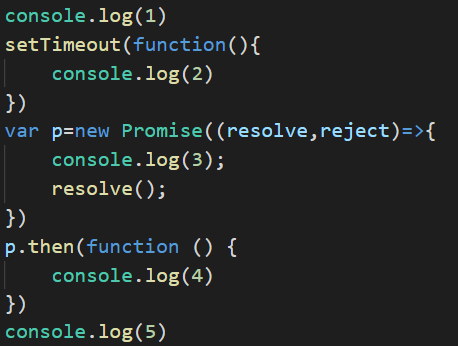 console.log(1)
setTimeout(function(){
    console.log(2)
})
var p=new Promise((resolve,reject)=>{
    console.log(3);
    resolve();
})
p.then(function () {
    console.log(4)
})
console.log(5)